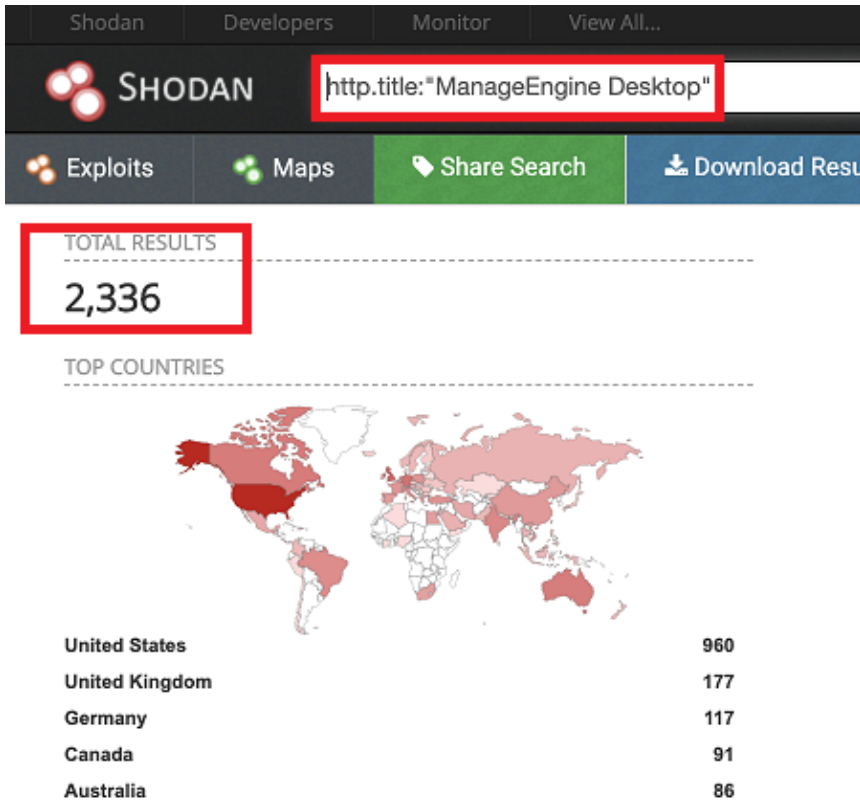 Shodan Developers Monitor View All...
SHODAN http.title:"ManageEngine Desktop"
Exploits Maps Share Search Download Resu
TOTAL RESULTS
2,336
TOP COUNTRIES
United States 960
United Kingdom 177
Germany 117
Canada 91
Australia 86